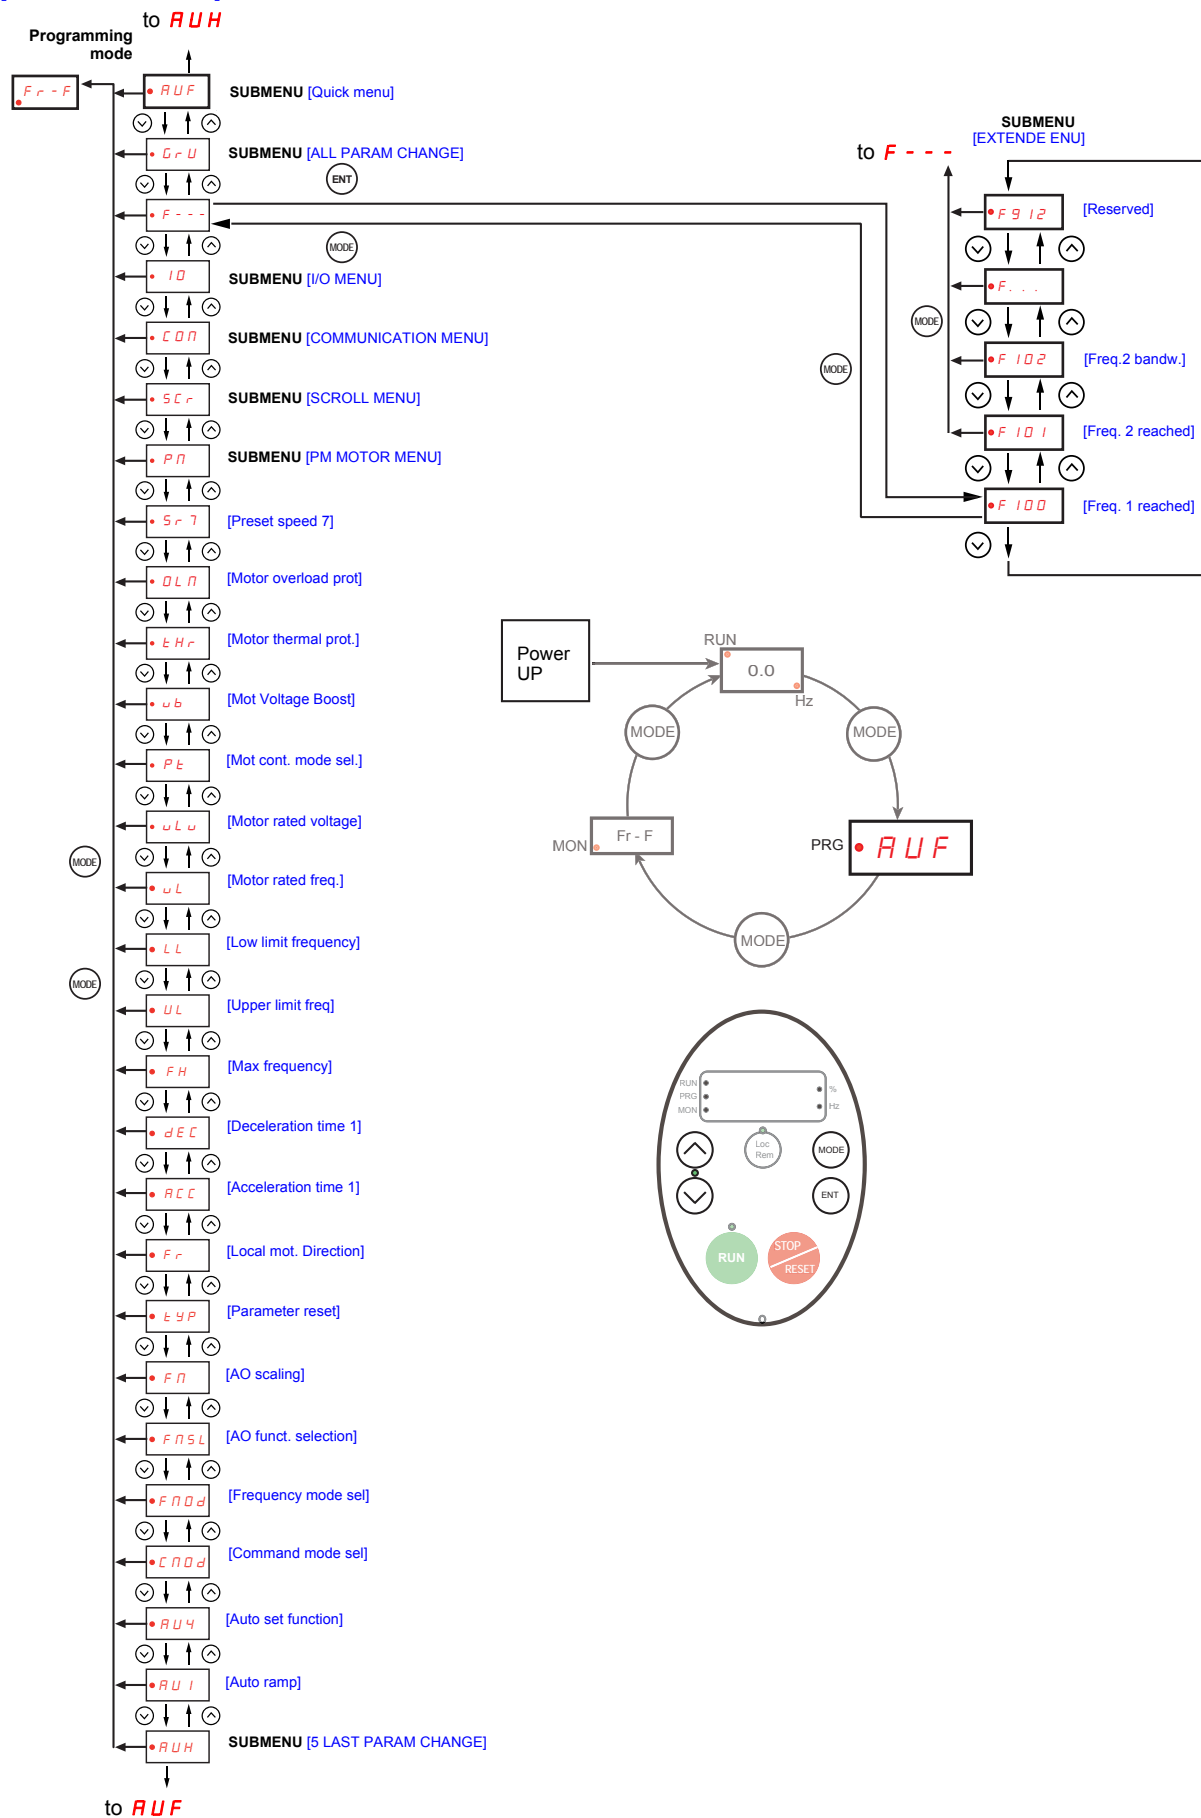 to AUH
Programming
mode
Fr-F
AUF
SUBMENU [Quick menu]
GrU
SUBMENU [ALL PARAM CHANGE]
ENT
F---
MODE
IO
SUBMENU [I/O MENU]
COM
SUBMENU [COMMUNICATION MENU]
SCr
SUBMENU [SCROLL MENU]
PM
SUBMENU [PM MOTOR MENU]
Sr7
[Preset speed 7]
OLM
[Motor overload prot]
tHr
[Motor thermal prot.]
ub
[Mot Voltage Boost]
Pt
[Mot cont. mode sel.]
uLu
[Motor rated voltage]
MODE
uL
[Motor rated freq.]
LL
[Low limit frequency]
MODE
UL
[Upper limit freq]
FH
[Max frequency]
dEC
[Deceleration time 1]
ACC
[Acceleration time 1]
Fr
[Local mot. Direction]
tYP
[Parameter reset]
FM
[AO scaling]
FMSL
[AO funct. selection]
FMOd
[Frequency mode sel]
CMOd
[Command mode sel]
AU4
[Auto set function]
AU1
[Auto ramp]
AUH
SUBMENU [5 LAST PARAM CHANGE]
to AUF
SUBMENU
[EXTENDE ENU]
to F---
F912
[Reserved]
F...
MODE
F102
[Freq.2 bandw.]
MODE
F101
[Freq. 2 reached]
F100
[Freq. 1 reached]
Power
UP
RUN
0.0
Hz
MODE
MODE
MON
Fr - F
PRG
AUF
MODE
RUN
PRG
MON
%
Hz
Loc
Rem
MODE
ENT
RUN
STOP
RESET